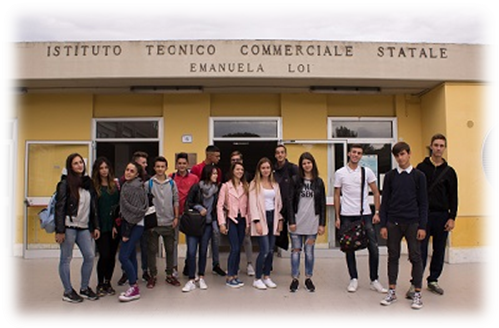 ISTITUTO TECNICO COMMERCIALE STATALE
EMANUELA LOI